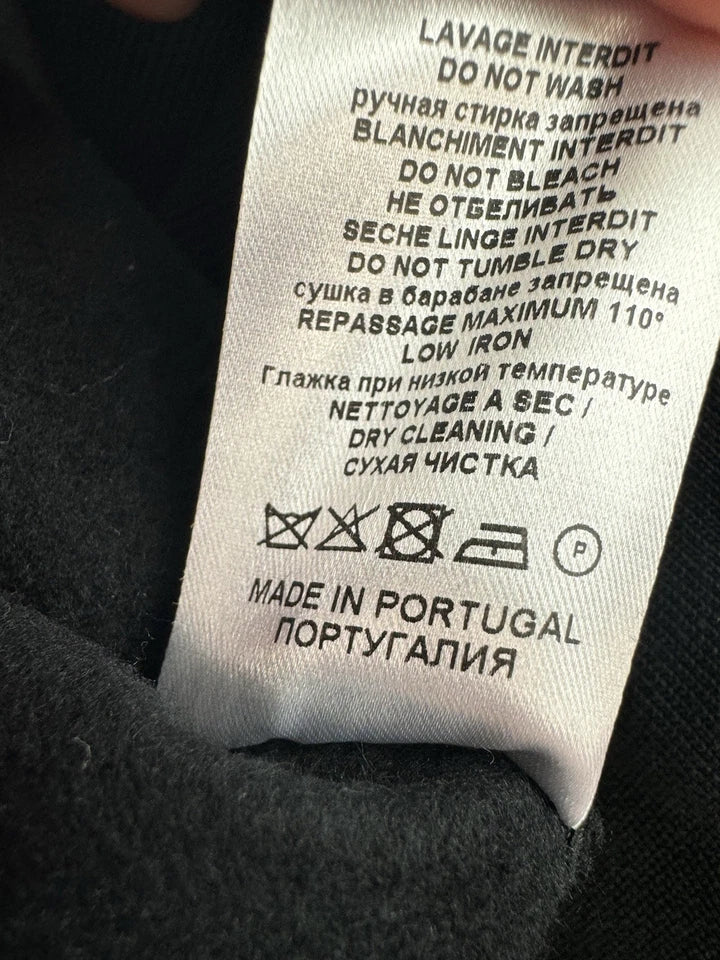 LAVAGE INTERDIT
DO NOT WASH
ручная стирка запрещена
BLANCHIMENT INTERDIT
DO NOT BLEACH
НЕ ОТБЕЛИВАТЬ
SECHE LINGE INTERDIT
DO NOT TUMBLE DRY
сушка в барабане запрещена
REPASSAGE MAXIMUM 110°
LOW IRON
Глажка при низкой температуре
NETTOYAGE A SEC /
DRY CLEANING /
СУХАЯ ЧИСТКА
P
MADE IN PORTUGAL
ПОРТУГАЛИЯ